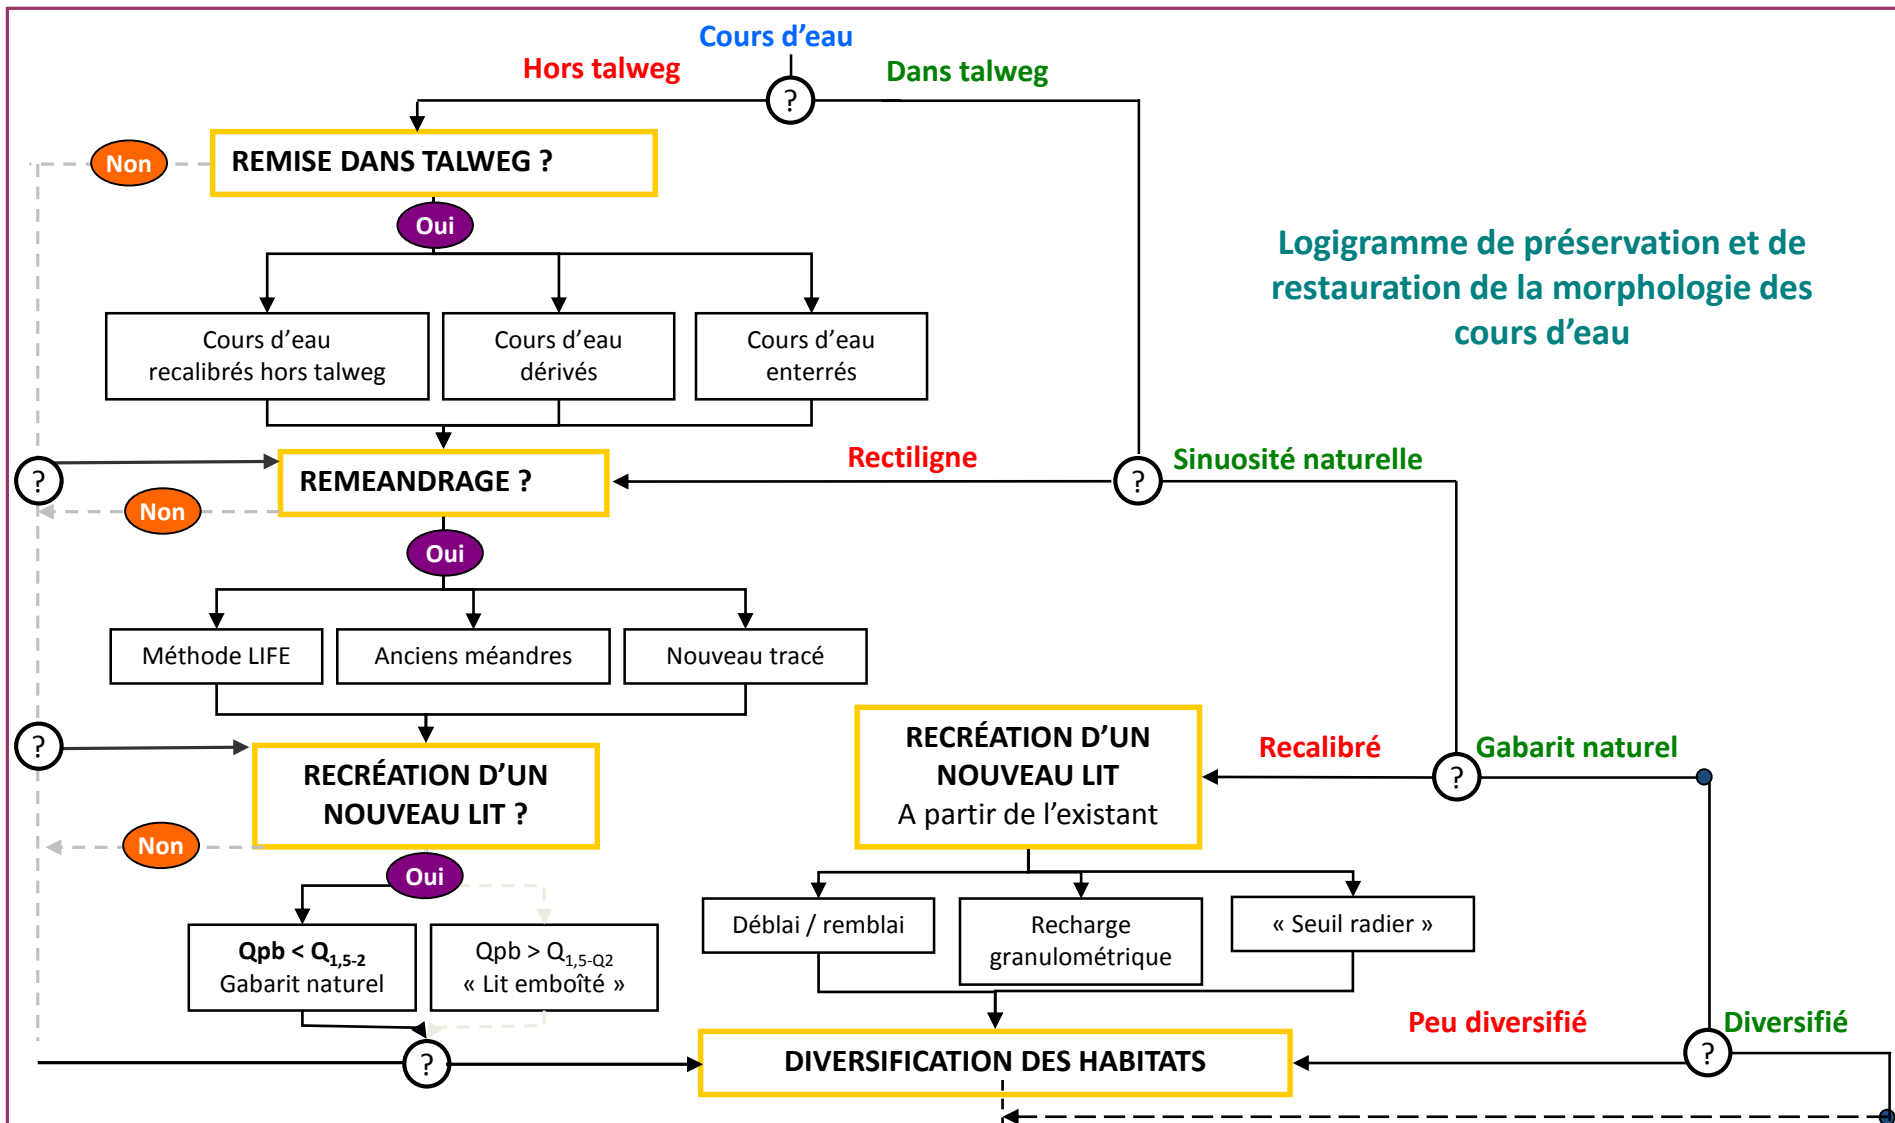 Cours d’eau
Hors talweg
Dans talweg
?
Non
REMISE DANS TALWEG ?
Oui
Logigramme de préservation et de
restauration de la morphologie des
cours d’eau
Cours d’eau
recalibrés hors talweg
Cours d’eau
dérivés
Cours d’eau
enterrés
?
REMEANDRAGE ?
Rectiligne
?
Sinuosité naturelle
Non
Oui
Méthode LIFE
Anciens méandres
Nouveau tracé
?
RECRÉATION D’UN
NOUVEAU LIT ?
RECRÉATION D’UN
NOUVEAU LIT
A partir de l’existant
Recalibré
?
Gabarit naturel
Non
Oui
Qpb < Q1,5-2
Gabarit naturel
Qpb > Q1,5-Q2
« Lit emboîté »
Déblai / remblai
Recharge
granulométrique
« Seuil radier »
?
DIVERSIFICATION DES HABITATS
Peu diversifié
?
Diversifié